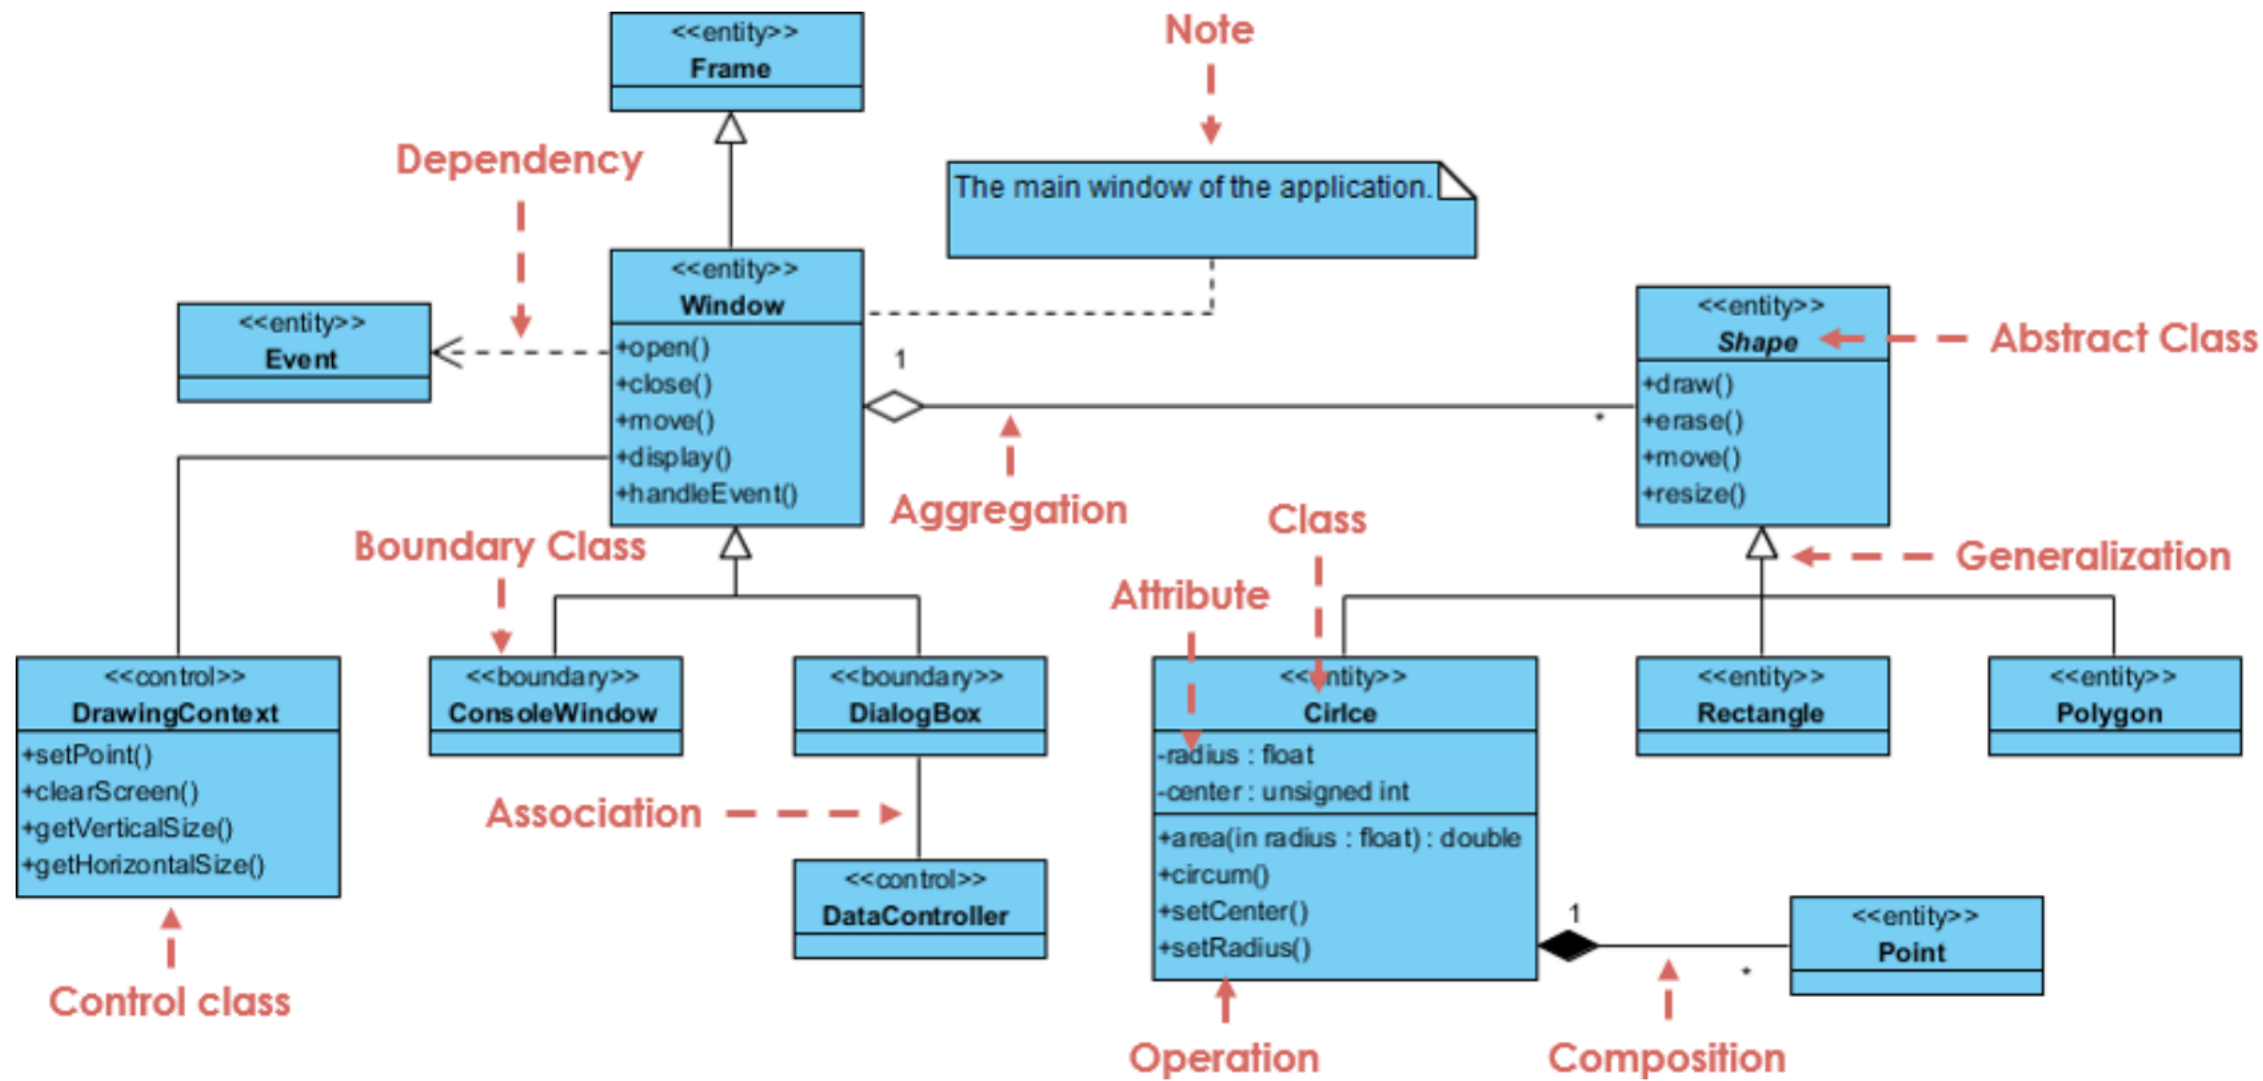 <<entity>>
Frame
Note
Dependency
The main window of the application.
<<entity>>
Window
+open()
+close()
+move()
+display()
+handleEvent()
<<entity>>
Event
1
*
Aggregation
<<entity>>
Shape
+draw()
+erase()
+move()
+resize()
Abstract Class
Generalization
Boundary Class
Class
Attribute
<<control>>
DrawingContext
+setPoint()
+clearScreen()
+getVerticalSize()
+getHorizontalSize()
Control class
<<boundary>>
ConsoleWindow
<<boundary>>
DialogBox
Association
<<control>>
DataController
<<entity>>
Cirlce
-radius : float
-center : unsigned int
+area(in radius : float) : double
+circum()
+setCenter()
+setRadius()
Operation
<<entity>>
Rectangle
<<entity>>
Polygon
1
*
<<entity>>
Point
Composition